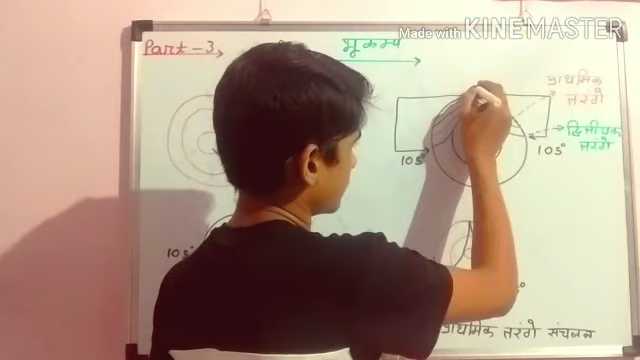 Made with KINEMASTER
Part-3
भूकम्प
प्राथमिक
तरंगे
द्वितीयक
तरंगे
105°
105°
105
प्राथमिक तरंगे संचलन